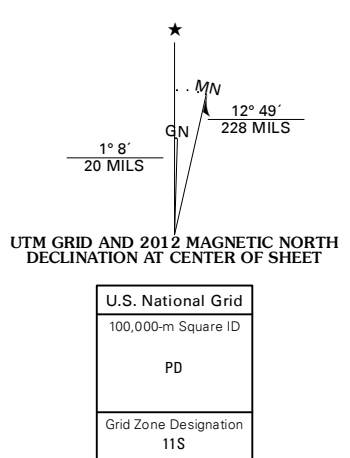 MN
12° 49´
228 MILS
GN
1° 8´
20 MILS
UTM GRID AND 2012 MAGNETIC NORTH
DECLINATION AT CENTER OF SHEET
U.S. National Grid
100,000-m Square ID
PD
Grid Zone Designation
11S